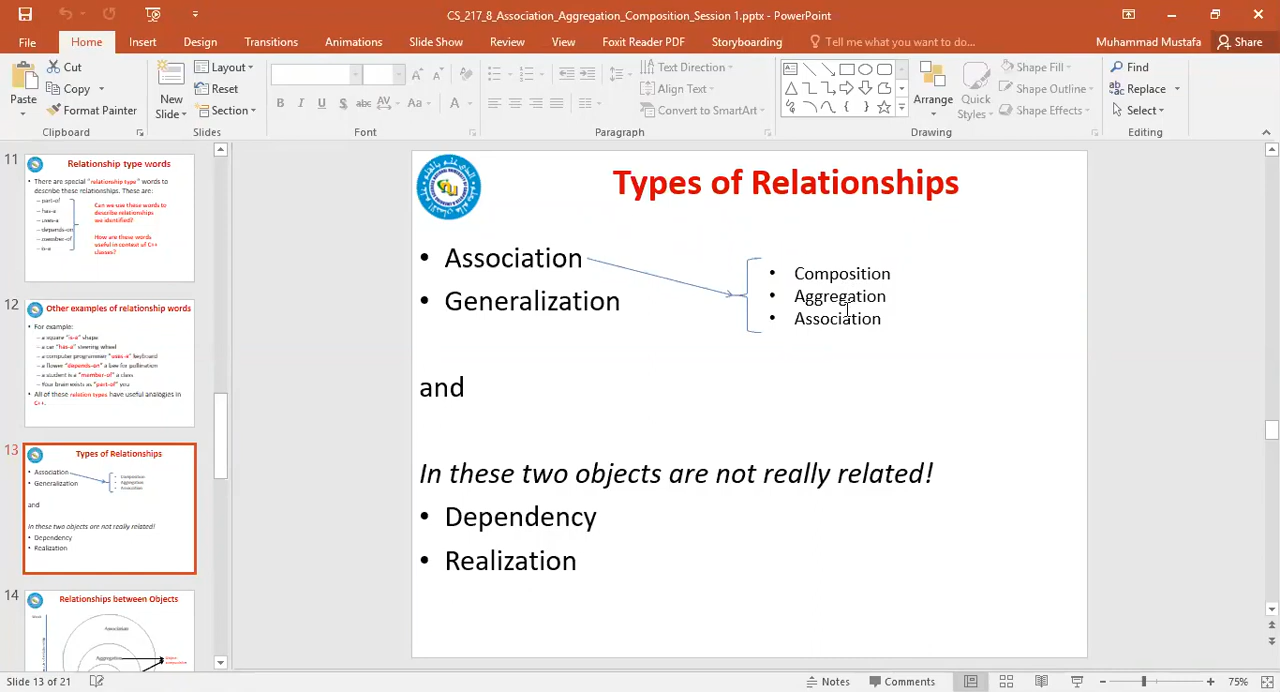 CS_217_8_Association_Aggregation_Composition_Session 1.pptx - PowerPoint
File Home Insert Design Transitions Animations Slide Show Review View Foxit Reader PDF Storyboarding Tell me what you want to do... Muhammad Mustafa Share
Paste
Cut
Copy
Format Painter
Clipboard
New
Slide
Layout
Reset
Section
Slides
B I U S abc AV Aa A
Font
Text Direction
Align Text
Convert to SmartArt
Paragraph
Arrange
Quick
Styles
Shape Fill
Shape Outline
Shape Effects
Drawing
Find
Replace
Select
Editing
11
Relationship type words
• There are special "relationship type" words to
describe these relationships. These are:
– part-of
– has-a
– uses-a
– depends-on
– member-of
– is-a
Can we use these words to
describe relationships
we identified?
How are these words
useful in context of C++
classes?
12
Other examples of relationship words
• For example:
– a square "is-a" shape
– a car "has-a" steering wheel
– a computer programmer "uses-a" keyboard
– a flower "depends-on" a bee for pollination
– a student is a "member-of" a class
– Your brain exists as "part-of" you
• All of these relation types have useful analogies in
C++.
13
Types of Relationships
• Association
• Generalization
• Composition
• Aggregation
• Association
and
In these two objects are not really related!
• Dependency
• Realization
14
Relationships between Objects
Association
Aggregation
Types of Relationships
• Association
• Generalization
• Composition
• Aggregation
• Association
and
In these two objects are not really related!
• Dependency
• Realization
Slide 13 of 21 Notes Comments 75%